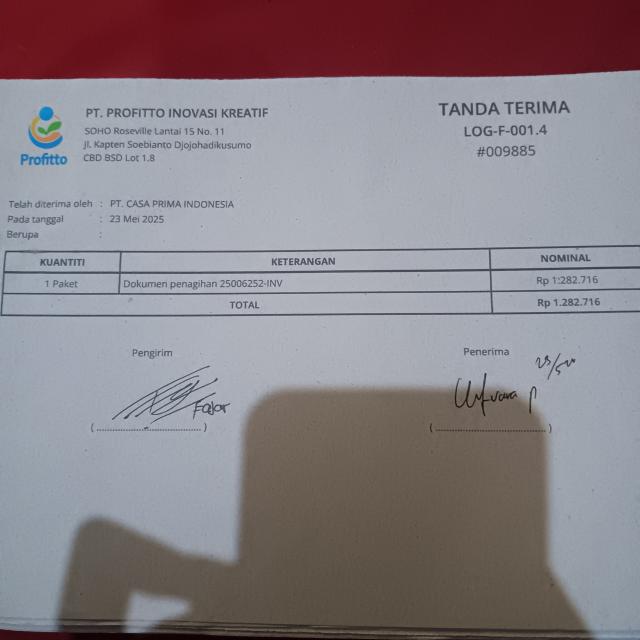 PT. PROFITTO INOVASI KREATIF
SOHO Roseville Lantai 15 No. 11
Jl. Kapten Soebianto Djojohadikusumo
CBD BSD Lot 1.8
Profitto
TANDA TERIMA
LOG-F-001.4
#009885
Telah diterima oleh : PT. CASA PRIMA INDONESIA
Pada tanggal : 23 Mei 2025
Berupa :
KUANTITI KETERANGAN NOMINAL
1 Paket Dokumen penagihan 25006252-INV Rp 1.282.716
TOTAL Rp 1.282.716
Pengirim Penerima
Fajar
(........................) (........................)